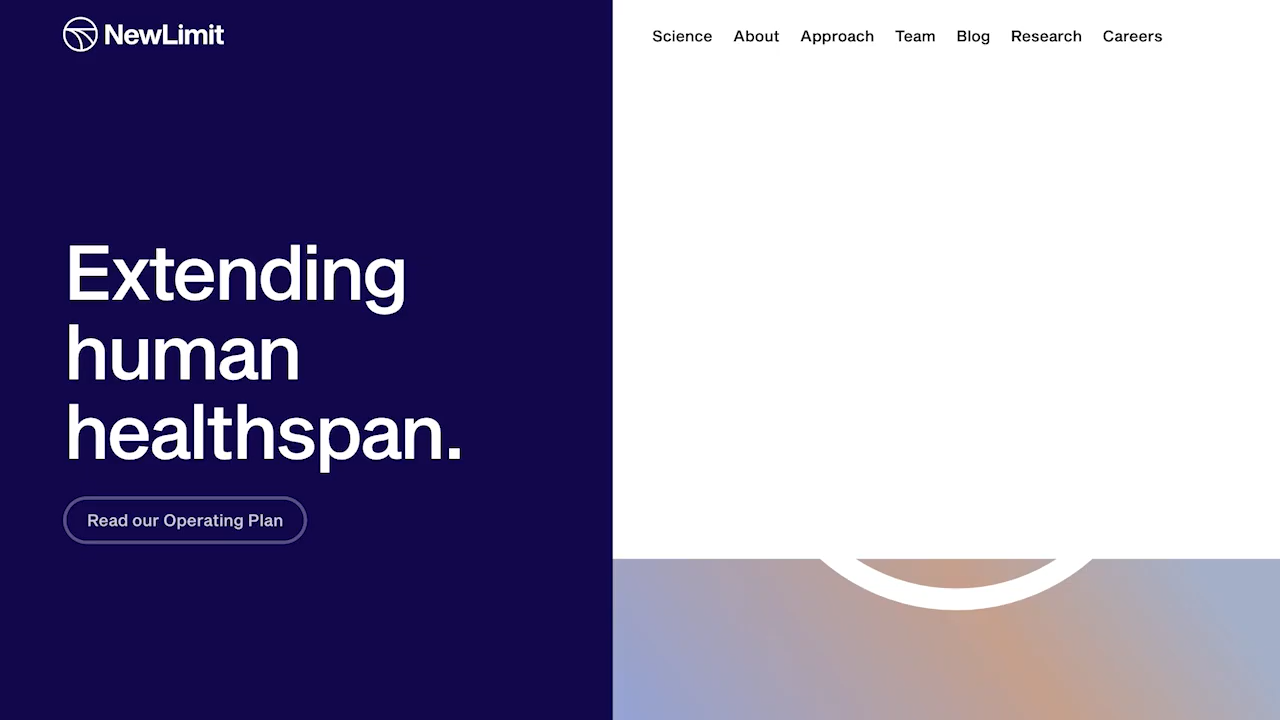 NewLimit
Science About Approach Team Blog Research Careers
Extending
human
healthspan.
Read our Operating Plan